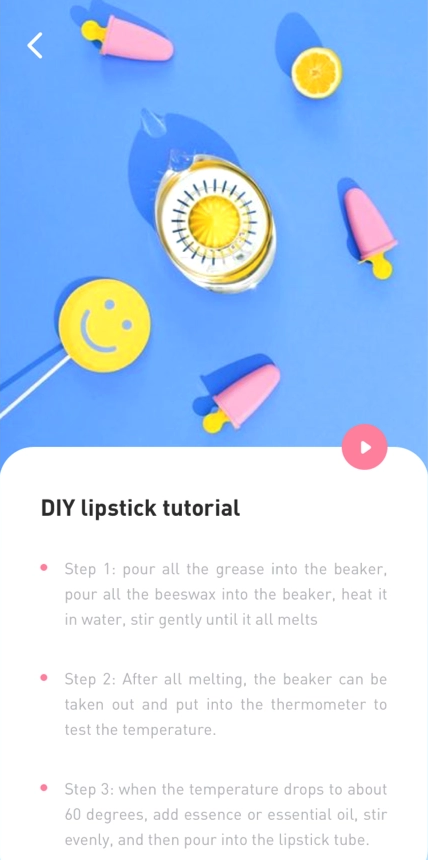 DIY lipstick tutorial
Step 1: pour all the grease into the beaker,
pour all the beeswax into the beaker, heat it
in water, stir gently until it all melts
Step 2: After all melting, the beaker can be
taken out and put into the thermometer to
test the temperature.
Step 3: when the temperature drops to about
60 degrees, add essence or essential oil, stir
evenly, and then pour into the lipstick tube.